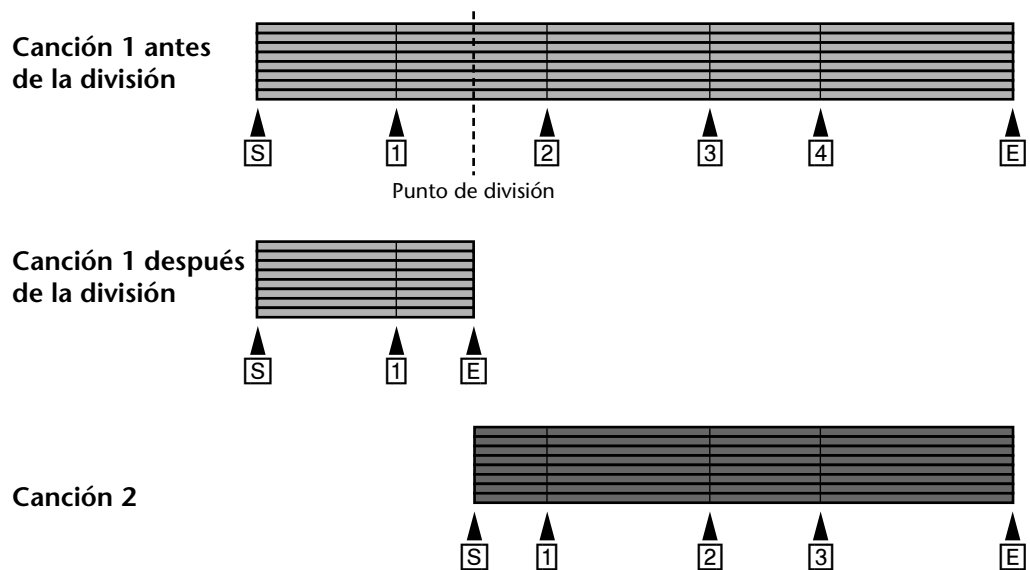 Canción 1 antes
de la división
S 1 2 3 4 E
Punto de división
Canción 1 después
de la división
S 1 E
Canción 2
S 1 2 3 E